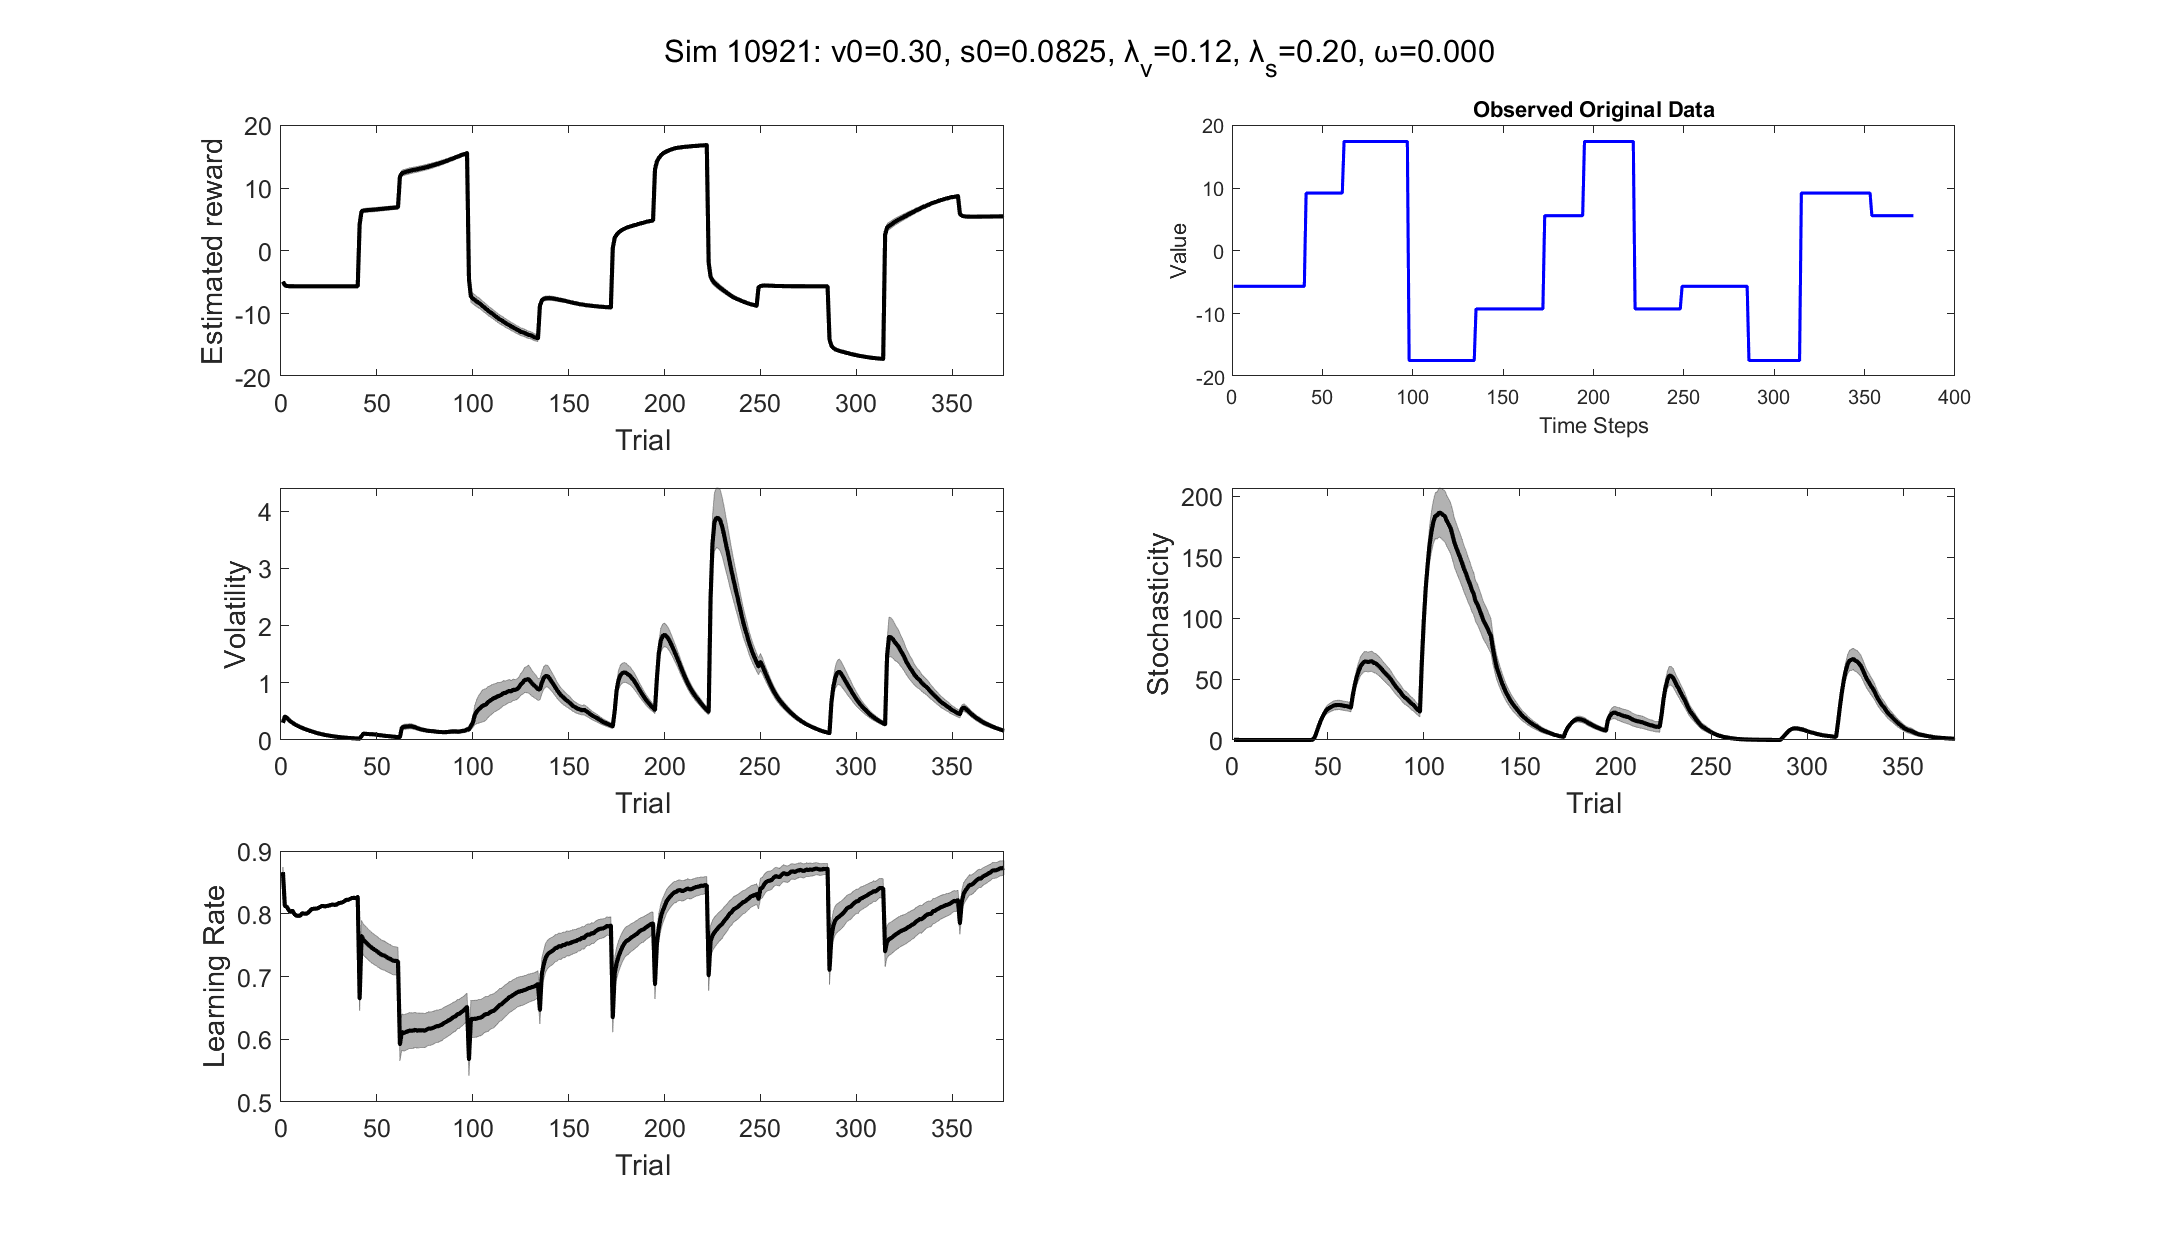 Sim 10921: v0=0.30, s0=0.0825, λv=0.12, λs=0.20, ω=0.000
Estimated reward
20
10
0
-10
-20
0 50 100 150 200 250 300 350
Trial
Observed Original Data
Value
20
10
0
-10
-20
0 50 100 150 200 250 300 350 400
Time Steps
Volatility
4
3
2
1
0
0 50 100 150 200 250 300 350
Trial
Stochasticity
200
150
100
50
0
0 50 100 150 200 250 300 350
Trial
Learning Rate
0.9
0.8
0.7
0.6
0.5
0 50 100 150 200 250 300 350
Trial